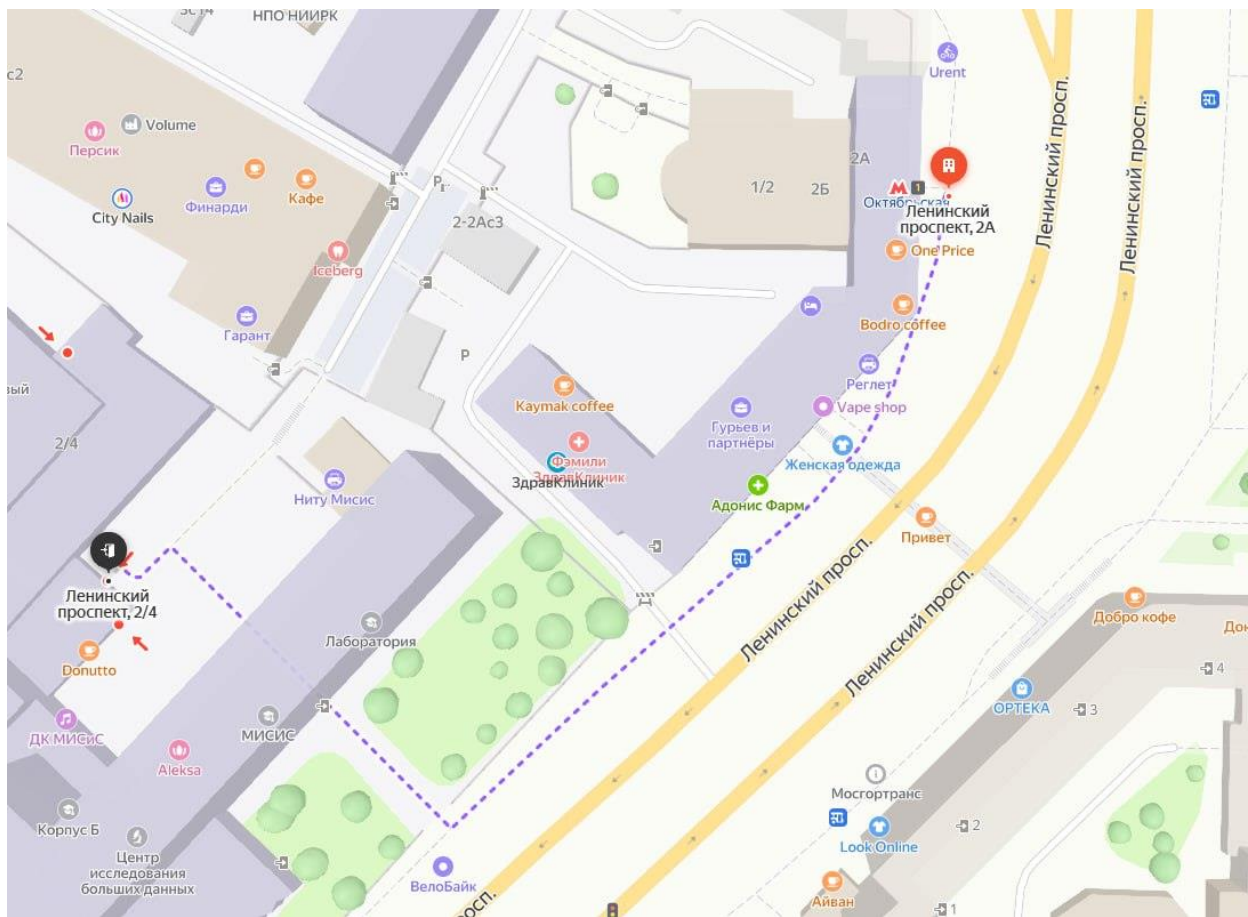 НПО НИИРК
Urent
Volume
Персик
City Nails
Финарди
Кафе
P
2-2Ас3
2А
1/2
2Б
М
1
Октябрьская
Ленинский
проспект, 2А
One Price
Ленинский просп.
Ленинский просп.
Iceberg
Гарант
Bodro coffee
P
Реглет
Kaymak coffee
Vape shop
Гурьев и
партнёры
2/4
Женская одежда
Фэмили
ЗдравКлиник
ЗдравКлиник
Ниту Мисис
Адонис Фарм
Привет
Ленинский просп.
Ленинский просп.
Ленинский
проспект, 2/4
Добро кофе
Лаборатория
Donutto
4
ОРТЕКА
3
ДК МИСиС
МИСИС
Aleksa
Мосгортранс
Корпус Б
2
Look Online
Центр
исследования
больших данных
ВелоБайк
Айван
1